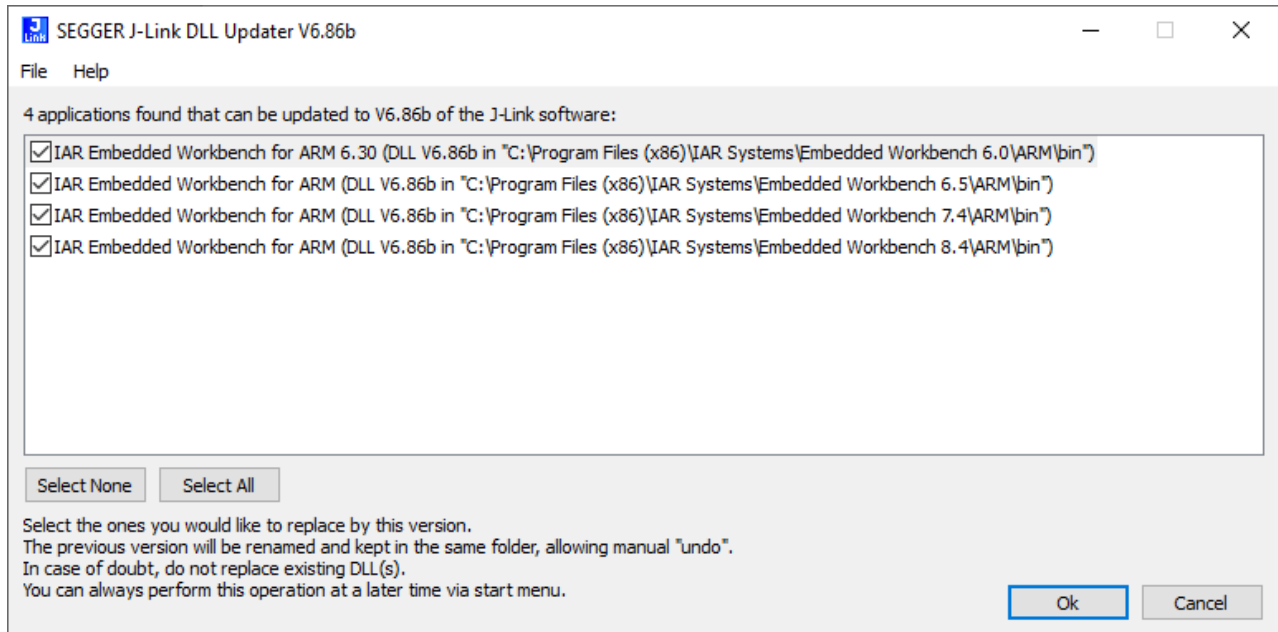 J Link SEGGER J-Link DLL Updater V6.86b
File Help
4 applications found that can be updated to V6.86b of the J-Link software:
IAR Embedded Workbench for ARM 6.30 (DLL V6.86b in "C:\Program Files (x86)\IAR Systems\Embedded Workbench 6.0\ARM\bin")
IAR Embedded Workbench for ARM (DLL V6.86b in "C:\Program Files (x86)\IAR Systems\Embedded Workbench 6.5\ARM\bin")
IAR Embedded Workbench for ARM (DLL V6.86b in "C:\Program Files (x86)\IAR Systems\Embedded Workbench 7.4\ARM\bin")
IAR Embedded Workbench for ARM (DLL V6.86b in "C:\Program Files (x86)\IAR Systems\Embedded Workbench 8.4\ARM\bin")
Select None Select All
Select the ones you would like to replace by this version.
The previous version will be renamed and kept in the same folder, allowing manual "undo".
In case of doubt, do not replace existing DLL(s).
You can always perform this operation at a later time via start menu.
Ok Cancel